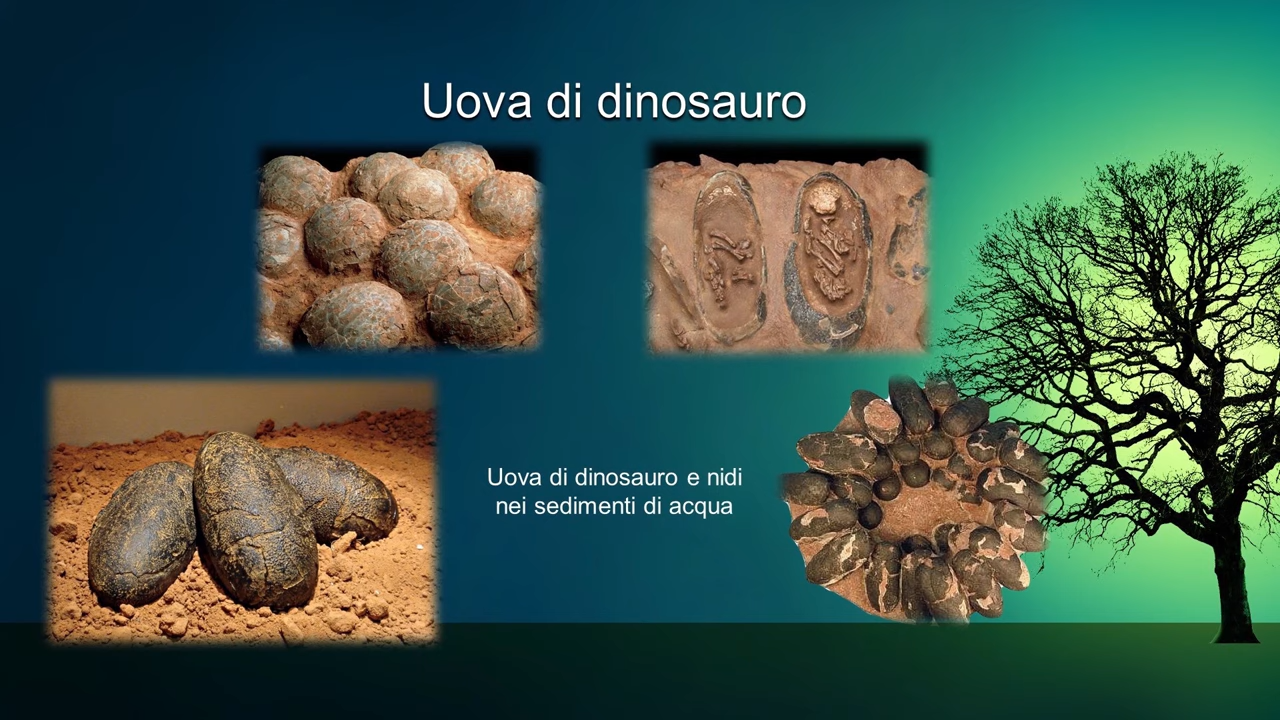 Uova di dinosauro
Uova di dinosauro e nidi
nei sedimenti di acqua